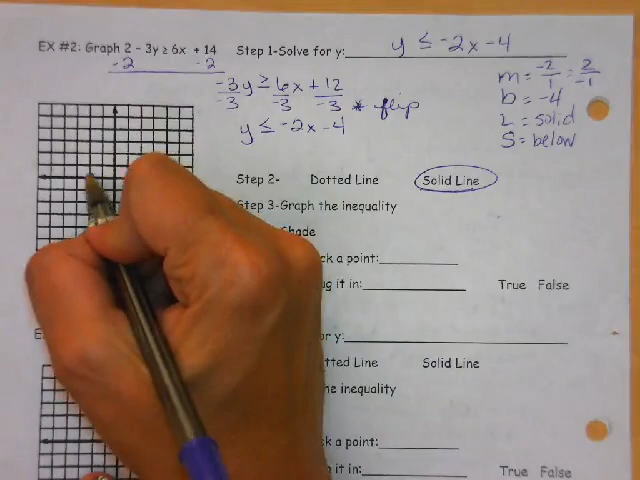 EX #2: Graph 2 - 3y ≥ 6x + 14
Step 1-Solve for y: y ≤ -2x -4
-2 -2
-3y ≥ 6x + 12
-3 -3 -3 * flip
y ≤ -2x -4
m = -2/1 = 2/-1
b = -4
L = solid
S = below
Step 2- Dotted Line Solid Line
Step 3-Graph the inequality
Shade
a point:
it in: True False
for y:
Line Solid Line
the inequality
a point:
it in: True False